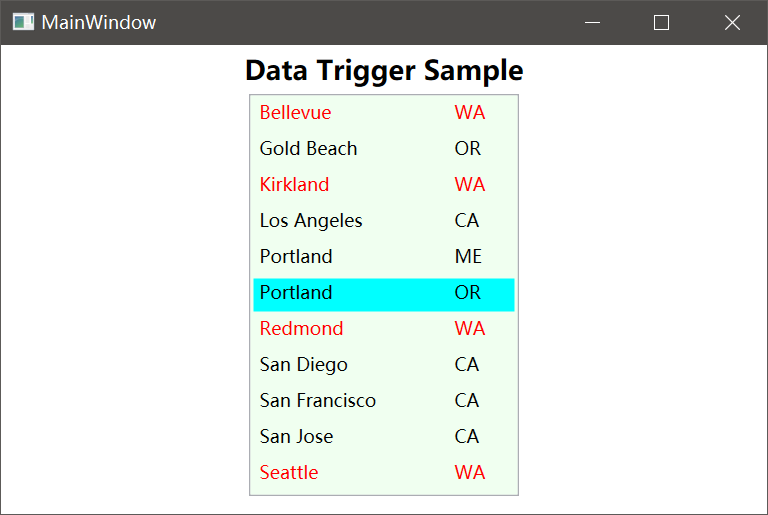 MainWindow
Data Trigger Sample
Bellevue WA
Gold Beach OR
Kirkland WA
Los Angeles CA
Portland ME
Portland OR
Redmond WA
San Diego CA
San Francisco CA
San Jose CA
Seattle WA